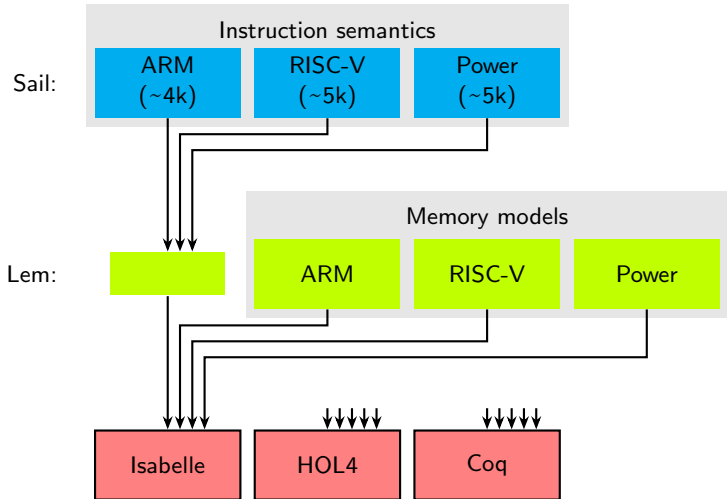 Instruction semantics
Sail:
ARM
(~4k)
RISC-V
(~5k)
Power
(~5k)
Memory models
Lem:
ARM
RISC-V
Power
Isabelle
HOL4
Coq